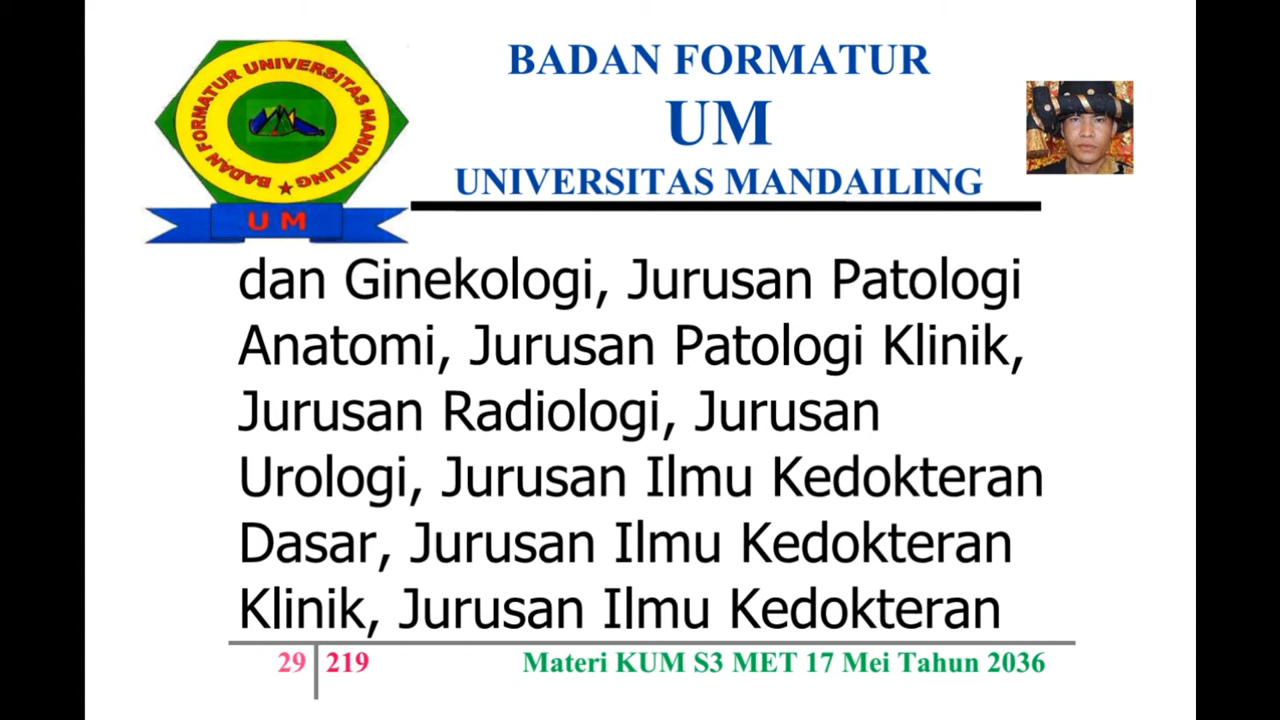 BADAN FORMATUR UNIVERSITAS MANDAILING
U M
BADAN FORMATUR
UM
UNIVERSITAS MANDAILING
dan Ginekologi, Jurusan Patologi
Anatomi, Jurusan Patologi Klinik,
Jurusan Radiologi, Jurusan
Urologi, Jurusan Ilmu Kedokteran
Dasar, Jurusan Ilmu Kedokteran
Klinik, Jurusan Ilmu Kedokteran
29 219 Materi KUM S3 MET 17 Mei Tahun 2036